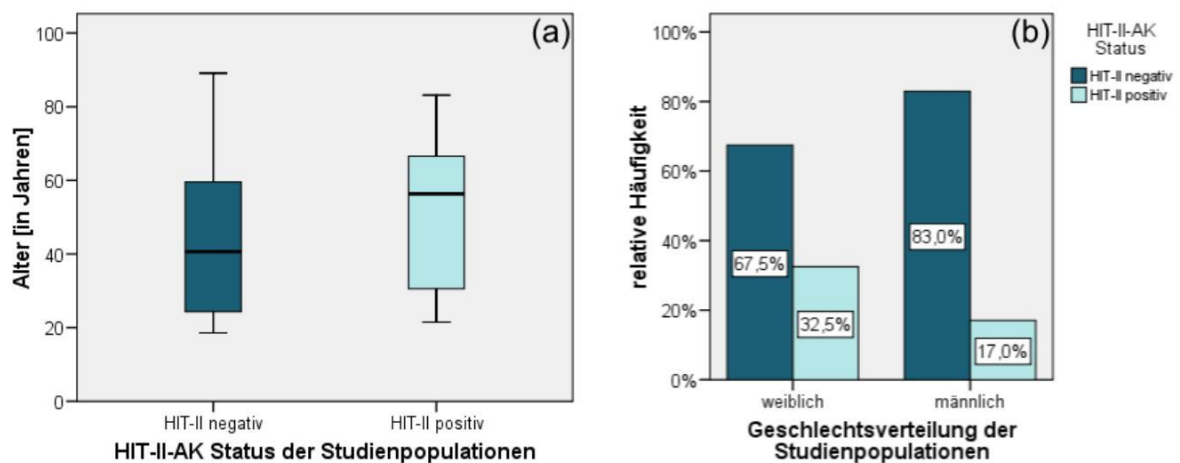 (a)
Alter [in Jahren]
100
80
60
40
20
0
HIT-II negativ
HIT-II positiv
HIT-II-AK Status der Studienpopulationen
(b)
relative Häufigkeit
100%
80%
60%
40%
20%
0%
67,5%
32,5%
83,0%
17,0%
weiblich
männlich
Geschlechtsverteilung der
Studienpopulationen
HIT-II-AK
Status
HIT-II negativ
HIT-II positiv